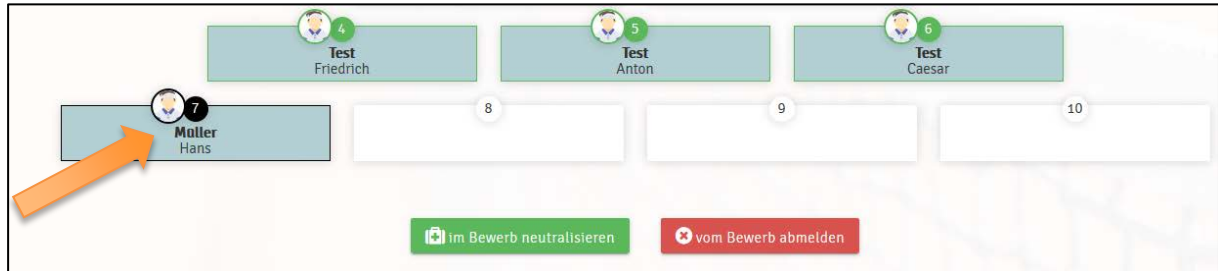 4
Test
Friedrich
5
Test
Anton
6
Test
Caesar
7
Müller
Hans
8
9
10
im Bewerb neutralisieren
vom Bewerb abmelden